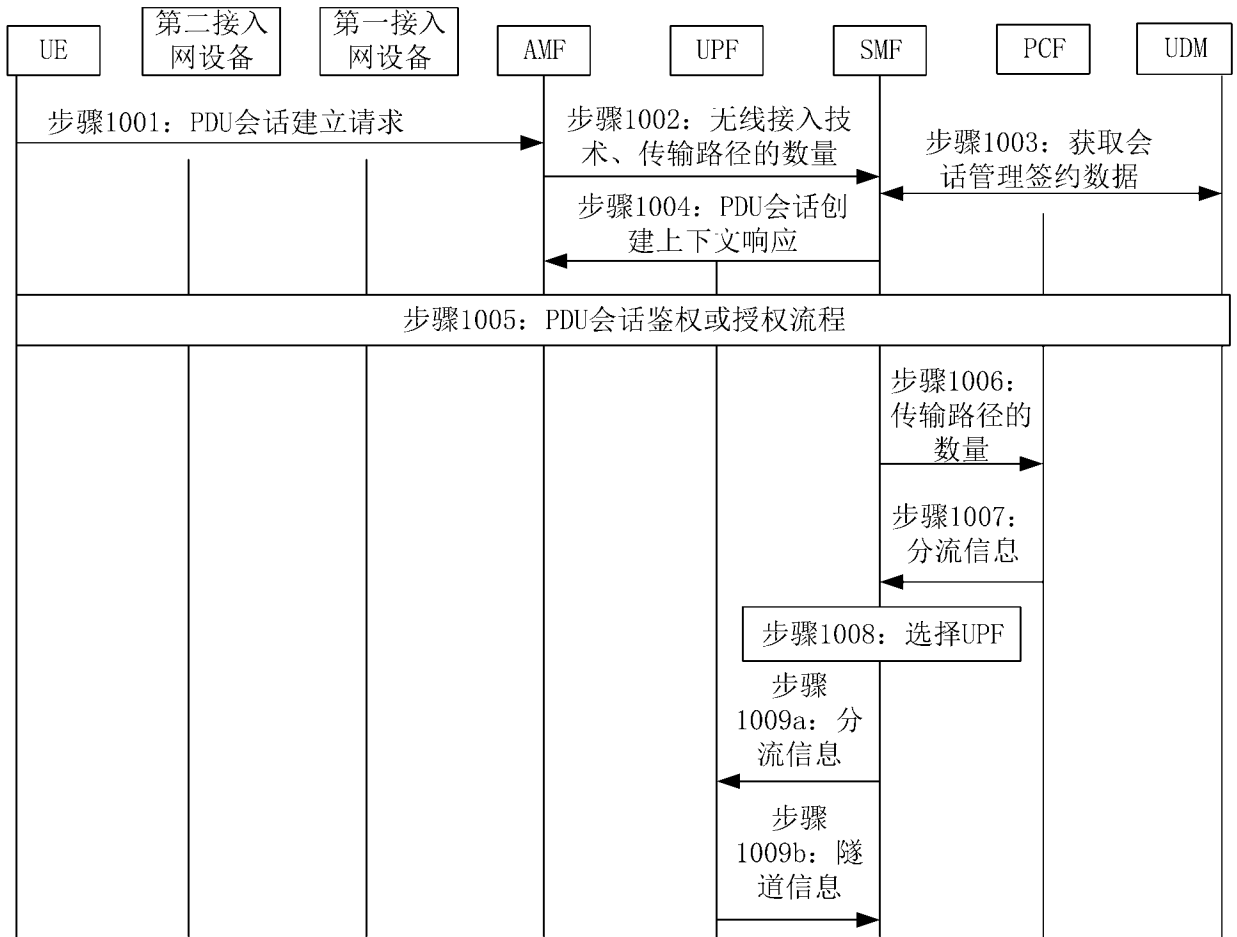 UE
第二接入
网设备
第一接入
网设备
AMF
UPF
SMF
PCF
UDM
步骤1001：PDU会话建立请求
步骤1002：无线接入技
术、传输路径的数量
步骤1003：获取会
话管理签约数据
步骤1004：PDU会话创
建上下文响应
步骤1005：PDU会话鉴权或授权流程
步骤1006：
传输路径的
数量
步骤1007：
分流信息
步骤1008：选择UPF
步骤
1009a：分
流信息
步骤
1009b：隧
道信息